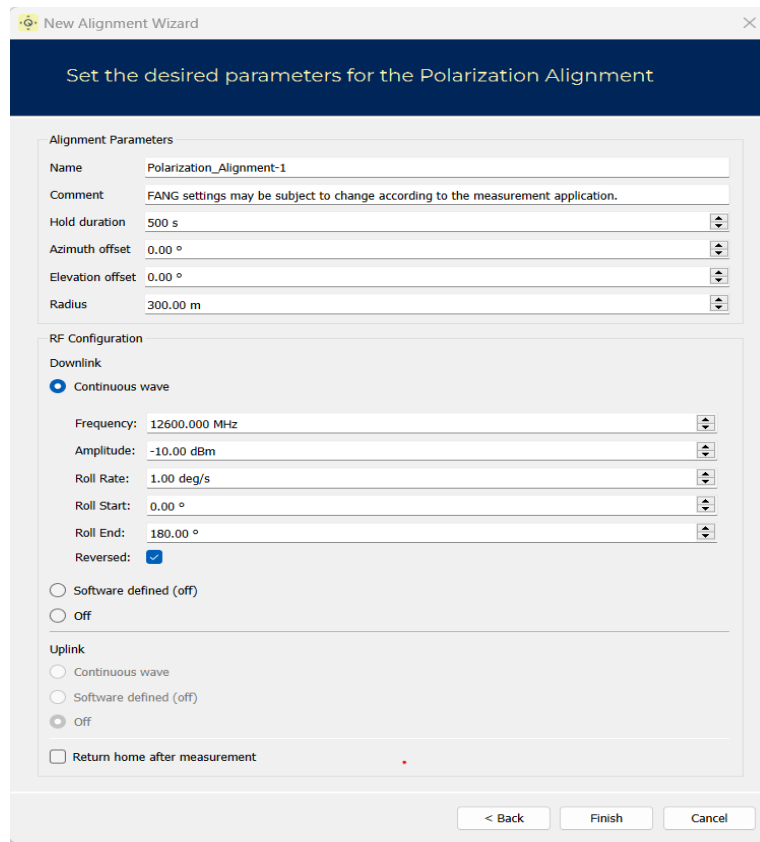 New Alignment Wizard
Set the desired parameters for the Polarization Alignment
Alignment Parameters
Name Polarization_Alignment-1
Comment FANG settings may be subject to change according to the measurement application.
Hold duration 500 s
Azimuth offset 0.00 °
Elevation offset 0.00 °
Radius 300.00 m
RF Configuration
Downlink
Continuous wave
Frequency: 12600.000 MHz
Amplitude: -10.00 dBm
Roll Rate: 1.00 deg/s
Roll Start: 0.00 °
Roll End: 180.00 °
Reversed:
Software defined (off)
Off
Uplink
Continuous wave
Software defined (off)
Off
Return home after measurement
< Back Finish Cancel